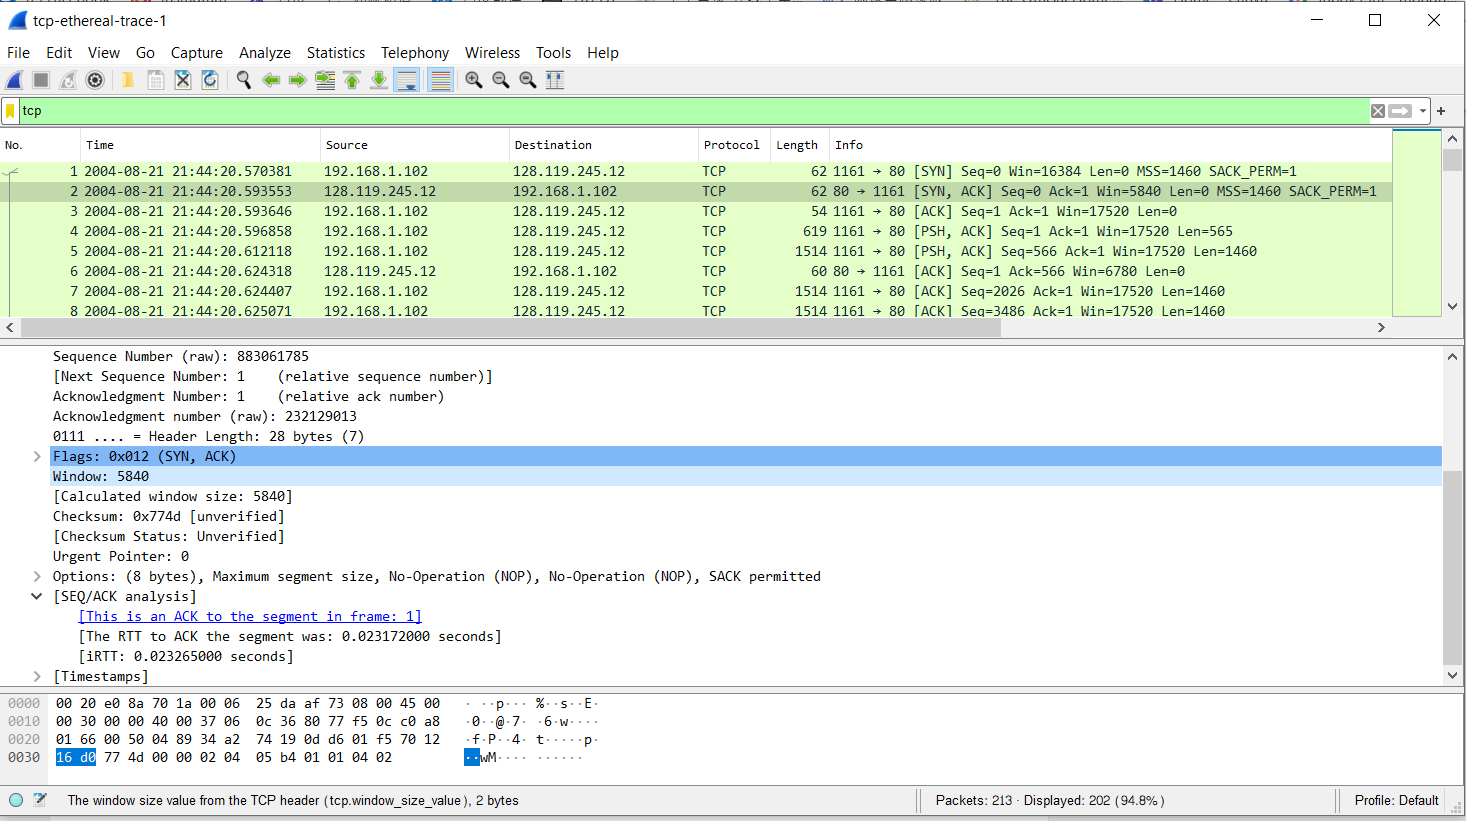 tcp-ethereal-trace-1
File Edit View Go Capture Analyze Statistics Telephony Wireless Tools Help
tcp
No. Time Source Destination Protocol Length Info
1 2004-08-21 21:44:20.570381 192.168.1.102 128.119.245.12 TCP 62 1161 → 80 [SYN] Seq=0 Win=16384 Len=0 MSS=1460 SACK_PERM=1
2 2004-08-21 21:44:20.593553 128.119.245.12 192.168.1.102 TCP 62 80 → 1161 [SYN, ACK] Seq=0 Ack=1 Win=5840 Len=0 MSS=1460 SACK_PERM=1
3 2004-08-21 21:44:20.593646 192.168.1.102 128.119.245.12 TCP 54 1161 → 80 [ACK] Seq=1 Ack=1 Win=17520 Len=0
4 2004-08-21 21:44:20.596858 192.168.1.102 128.119.245.12 TCP 619 1161 → 80 [PSH, ACK] Seq=1 Ack=1 Win=17520 Len=565
5 2004-08-21 21:44:20.612118 192.168.1.102 128.119.245.12 TCP 1514 1161 → 80 [PSH, ACK] Seq=566 Ack=1 Win=17520 Len=1460
6 2004-08-21 21:44:20.624318 128.119.245.12 192.168.1.102 TCP 60 80 → 1161 [ACK] Seq=1 Ack=566 Win=6780 Len=0
7 2004-08-21 21:44:20.624407 192.168.1.102 128.119.245.12 TCP 1514 1161 → 80 [ACK] Seq=2026 Ack=1 Win=17520 Len=1460
8 2004-08-21 21:44:20.625071 192.168.1.102 128.119.245.12 TCP 1514 1161 → 80 [ACK] Seq=3486 Ack=1 Win=17520 Len=1460
Sequence Number (raw): 883061785
[Next Sequence Number: 1 (relative sequence number)]
Acknowledgment Number: 1 (relative ack number)
Acknowledgment number (raw): 232129013
0111 .... = Header Length: 28 bytes (7)
Flags: 0x012 (SYN, ACK)
Window: 5840
[Calculated window size: 5840]
Checksum: 0x774d [unverified]
[Checksum Status: Unverified]
Urgent Pointer: 0
Options: (8 bytes), Maximum segment size, No-Operation (NOP), No-Operation (NOP), SACK permitted
[SEQ/ACK analysis]
[This is an ACK to the segment in frame: 1]
[The RTT to ACK the segment was: 0.023172000 seconds]
[iRTT: 0.023265000 seconds]
[Timestamps]
0000 00 20 e0 8a 70 1a 00 06 25 da af 73 08 00 45 00 · ··p··· %··s··E·
0010 00 30 00 00 40 00 37 06 0c 36 80 77 f5 0c c0 a8 ·0··@·7· ·6·w····
0020 01 66 00 50 04 89 34 a2 74 19 0d d6 01 f5 70 12 ·f·P··4· t·····p·
0030 16 d0 77 4d 00 00 02 04 05 b4 01 01 04 02 ··wM···· ······
The window size value from the TCP header (tcp.window_size_value), 2 bytes
Packets: 213 · Displayed: 202 (94.8%)
Profile: Default